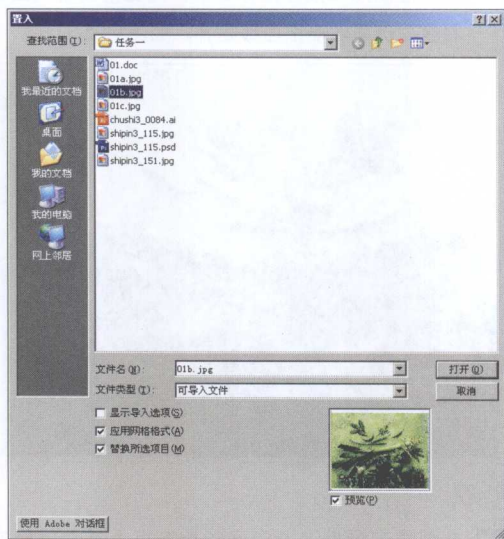 置入
查找范围(I):
任务一
我最近的文档
桌面
我的文档
我的电脑
网上邻居
01.doc
01a.jpg
01b.jpg
01c.jpg
chushi3_0084.ai
shipin3_115.jpg
shipin3_115.psd
shipin3_151.jpg
文件名(N):
01b.jpg
打开(O)
文件类型(T):
可导入文件
取消
显示导入选项(S)
应用网格格式(A)
替换所选项目(M)
预览(P)
使用 Adobe 对话框